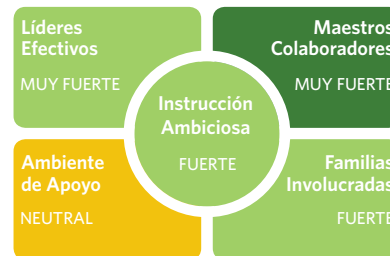 Líderes
Efectivos
MUY FUERTE
Maestros
Colaboradores
MUY FUERTE
Instrucción
Ambiciosa
FUERTE
Ambiente
de Apoyo
NEUTRAL
Familias
Involucradas
FUERTE